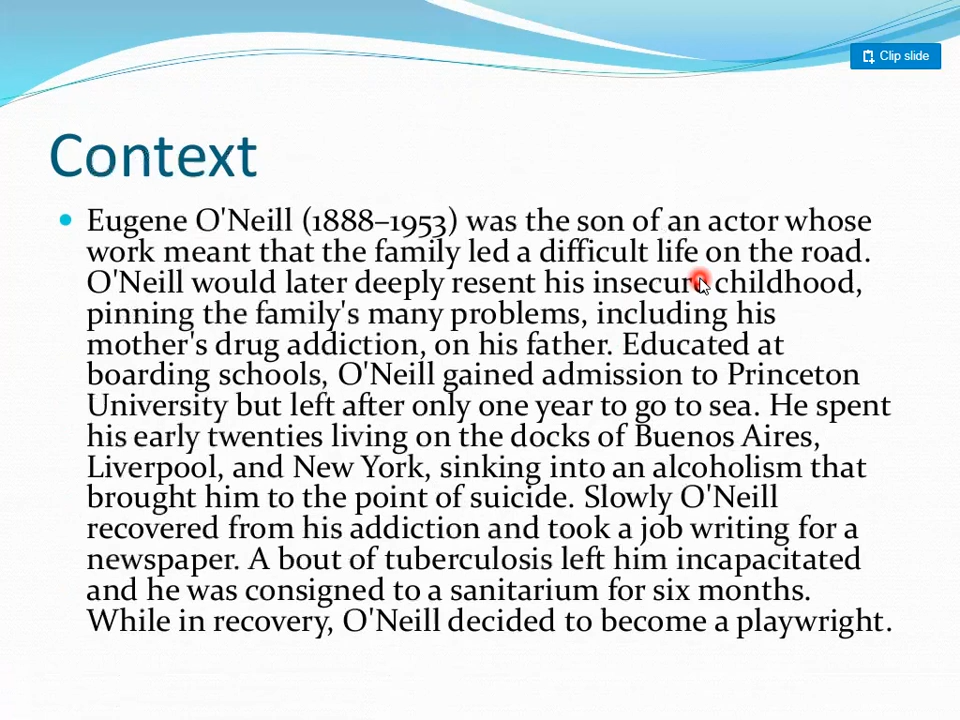 Clip slide
Context
Eugene O'Neill (1888–1953) was the son of an actor whose
work meant that the family led a difficult life on the road.
O'Neill would later deeply resent his insecure childhood,
pinning the family's many problems, including his
mother's drug addiction, on his father. Educated at
boarding schools, O'Neill gained admission to Princeton
University but left after only one year to go to sea. He spent
his early twenties living on the docks of Buenos Aires,
Liverpool, and New York, sinking into an alcoholism that
brought him to the point of suicide. Slowly O'Neill
recovered from his addiction and took a job writing for a
newspaper. A bout of tuberculosis left him incapacitated
and he was consigned to a sanitarium for six months.
While in recovery, O'Neill decided to become a playwright.